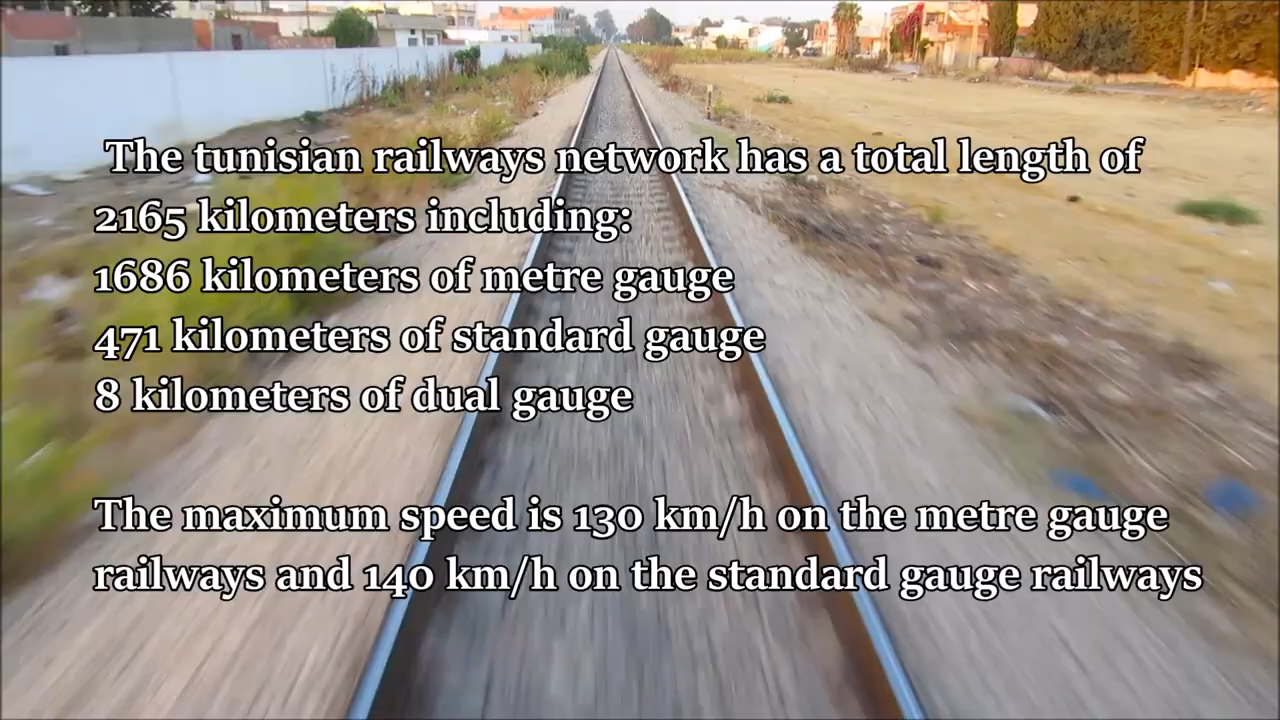 The tunisian railways network has a total length of
2165 kilometers including:
1686 kilometers of metre gauge
471 kilometers of standard gauge
8 kilometers of dual gauge
The maximum speed is 130 km/h on the metre gauge
railways and 140 km/h on the standard gauge railways